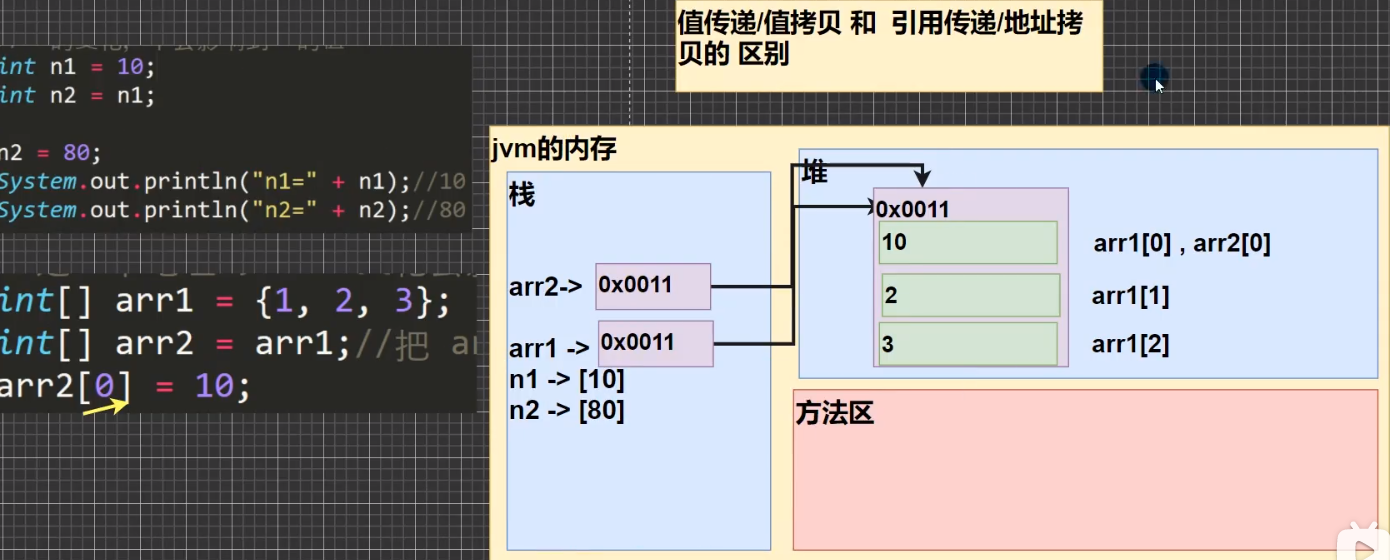 值传递/值拷贝 和 引用传递/地址拷
贝的 区别
int n1 = 10;
int n2 = n1;
n2 = 80;
System.out.println("n1=" + n1);//10
System.out.println("n2=" + n2);//80
int[] arr1 = {1, 2, 3};
int[] arr2 = arr1;//把
arr2[0] = 10;
jvm的内存
栈
arr2-> 0x0011
arr1 -> 0x0011
n1 -> [10]
n2 -> [80]
堆
0x0011
10 arr1[0] , arr2[0]
2 arr1[1]
3 arr1[2]
方法区